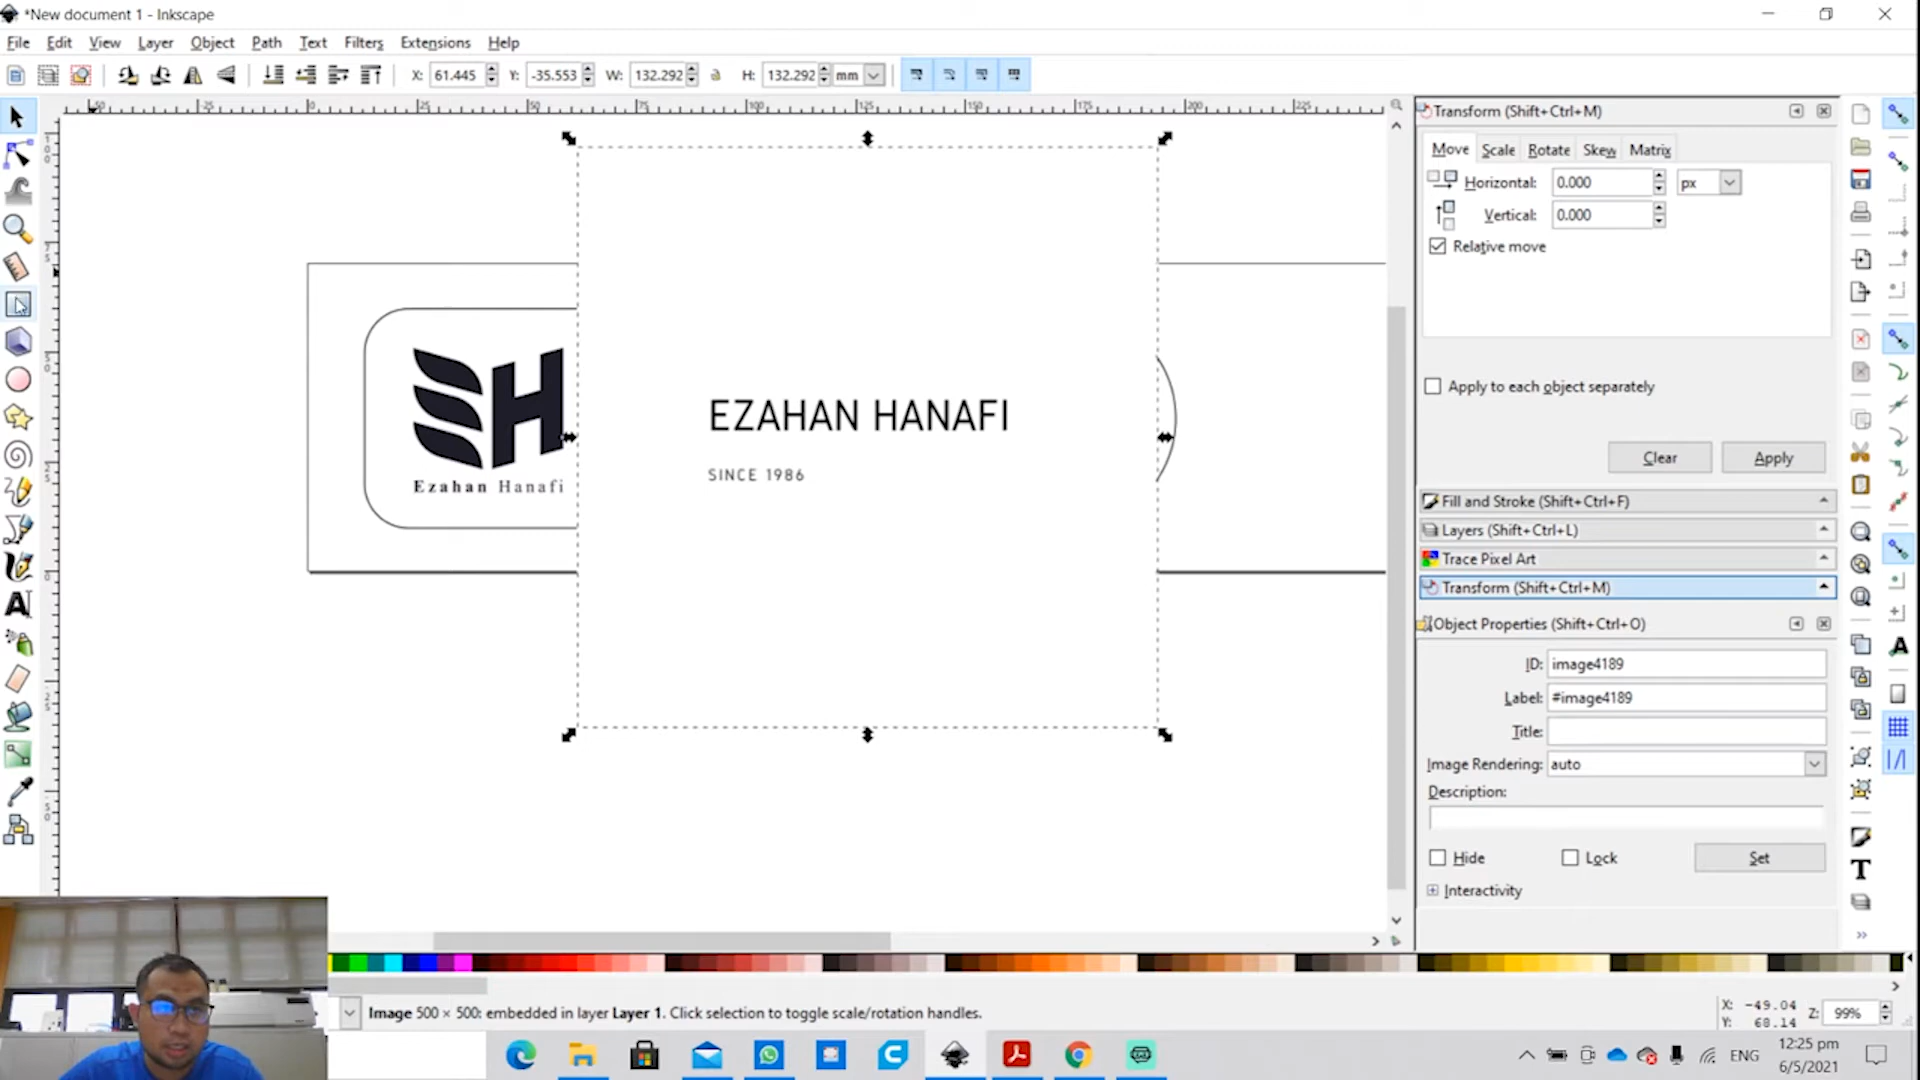 *New document 1 - Inkscape
File Edit View Layer Object Path Text Filters Extensions Help
X: 61.445 Y: -35.553 W: 132.292 H: 132.292 mm
Transform (Shift+Ctrl+M)
Move Scale Rotate Skew Matrix
Horizontal: 0.000 px
Vertical: 0.000
Relative move
Apply to each object separately
Clear Apply
Fill and Stroke (Shift+Ctrl+F)
Layers (Shift+Ctrl+L)
Trace Pixel Art
Transform (Shift+Ctrl+M)
Object Properties (Shift+Ctrl+O)
ID: image4189
Label: #image4189
Title:
Image Rendering: auto
Description:
Hide Lock Set
Interactivity
EH
Ezahan Hanafi
EZAHAN HANAFI
SINCE 1986
Image 500 × 500: embedded in layer Layer 1. Click selection to toggle scale/rotation handles.
X: -49.04
Y: 68.14
Z: 99%
ENG
12:25 pm
6/5/2021